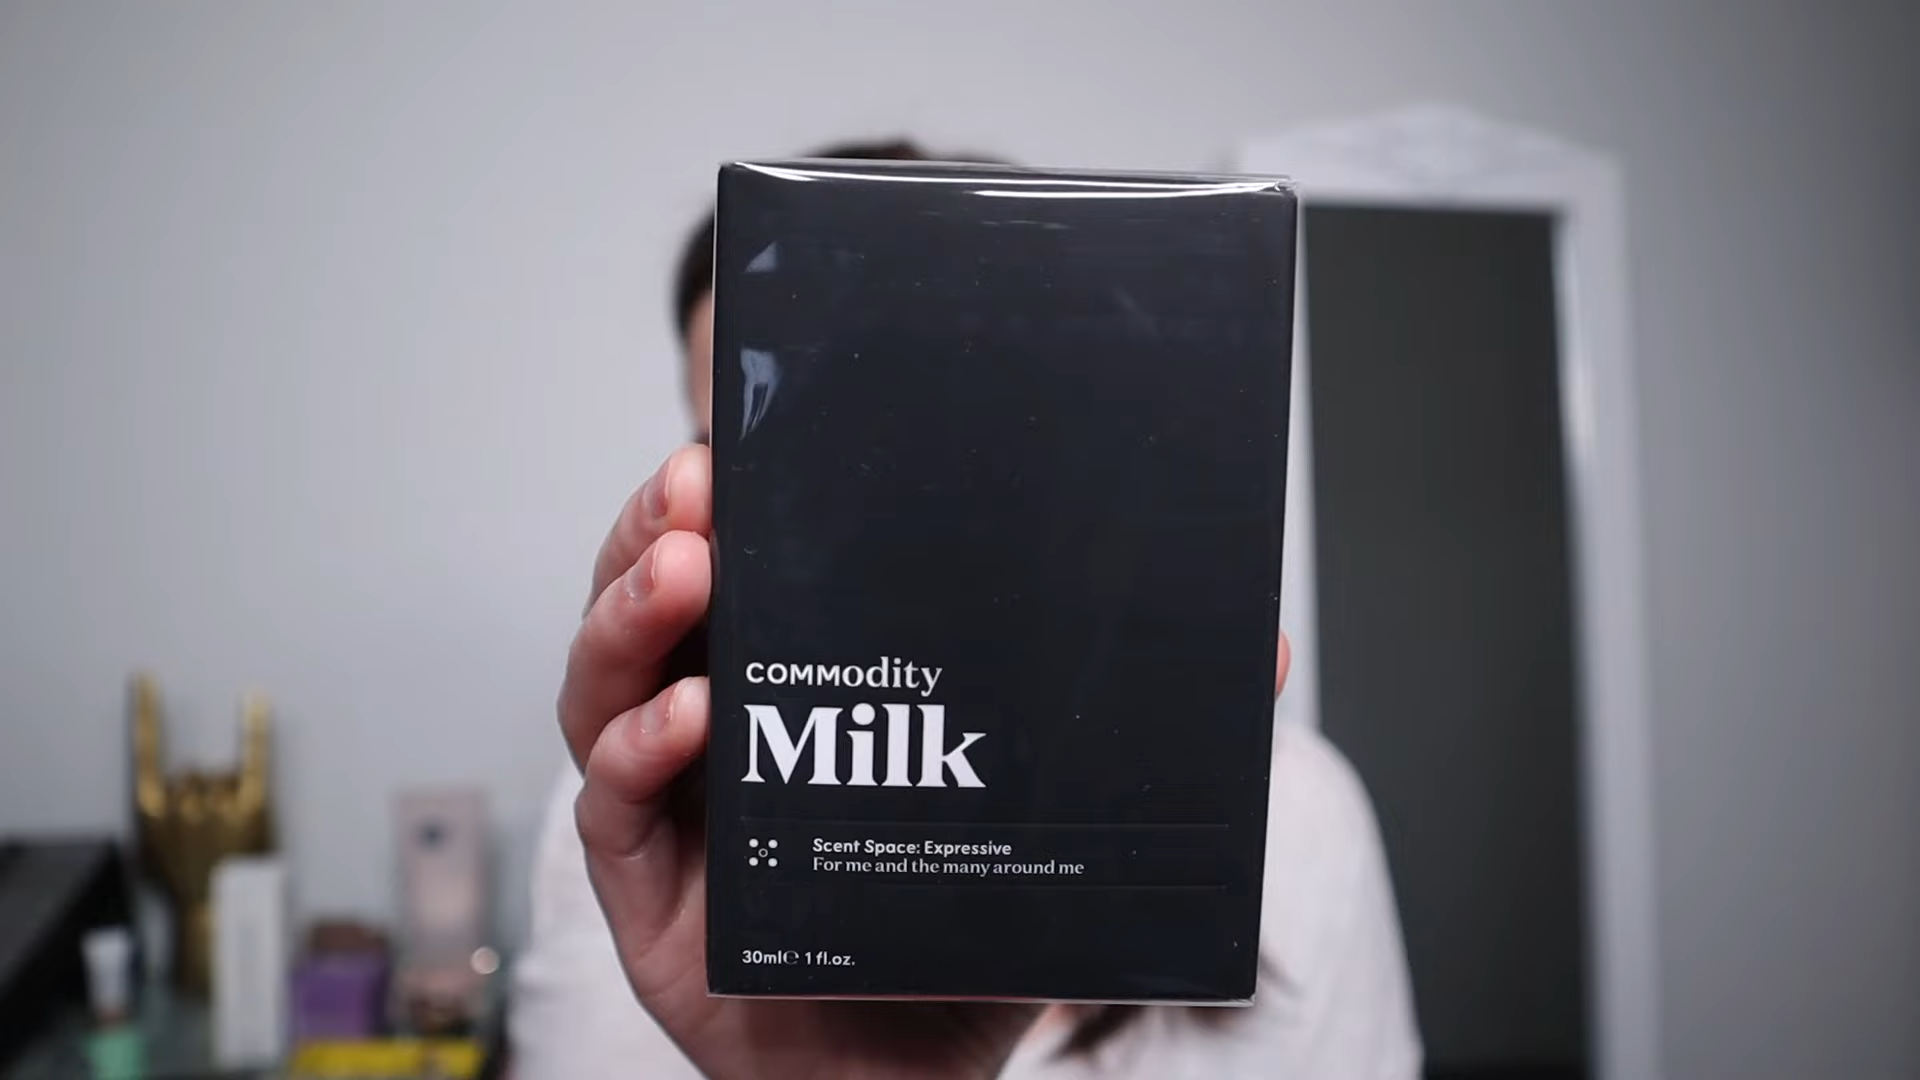 COMModity
Milk
Scent Space: Expressive
For me and the many around me
30ml℮ 1 fl.oz.